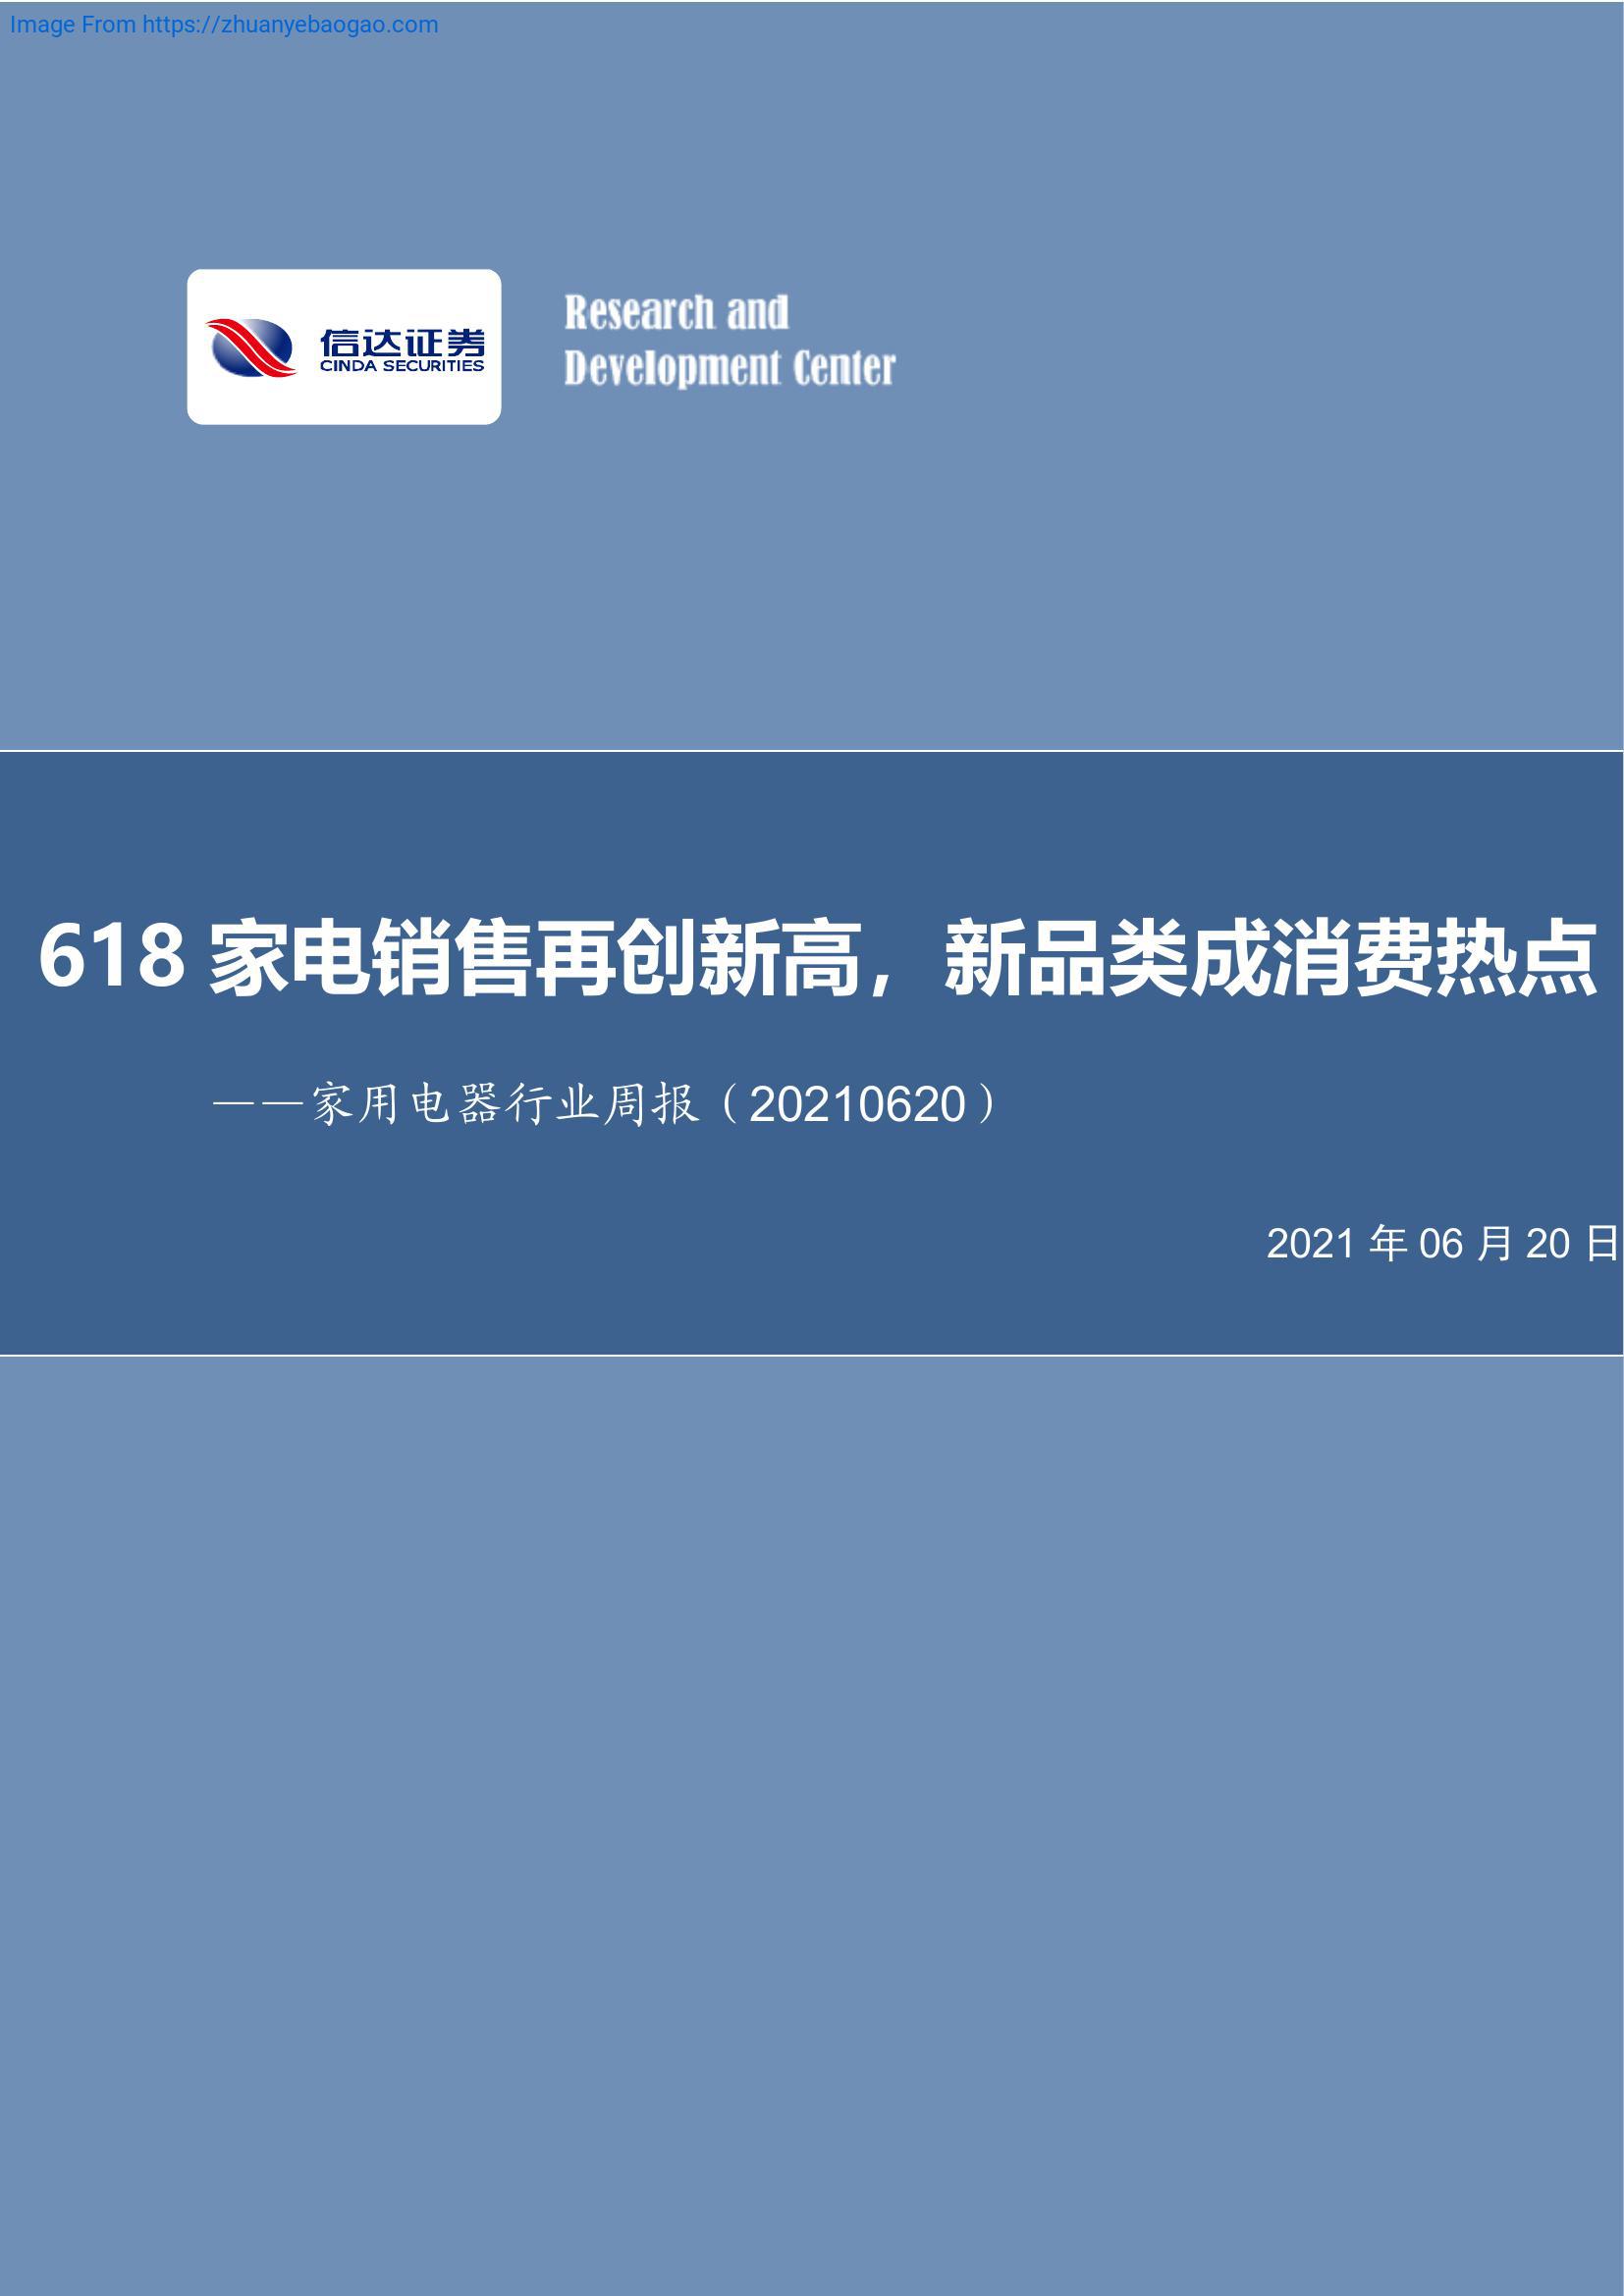 Image From https://zhuanyebaogao.com
信达证券
CINDA SECURITIES
Research and
Development Center
618 家电销售再创新高，新品类成消费热点
——家用电器行业周报（20210620）
2021 年 06 月 20 日